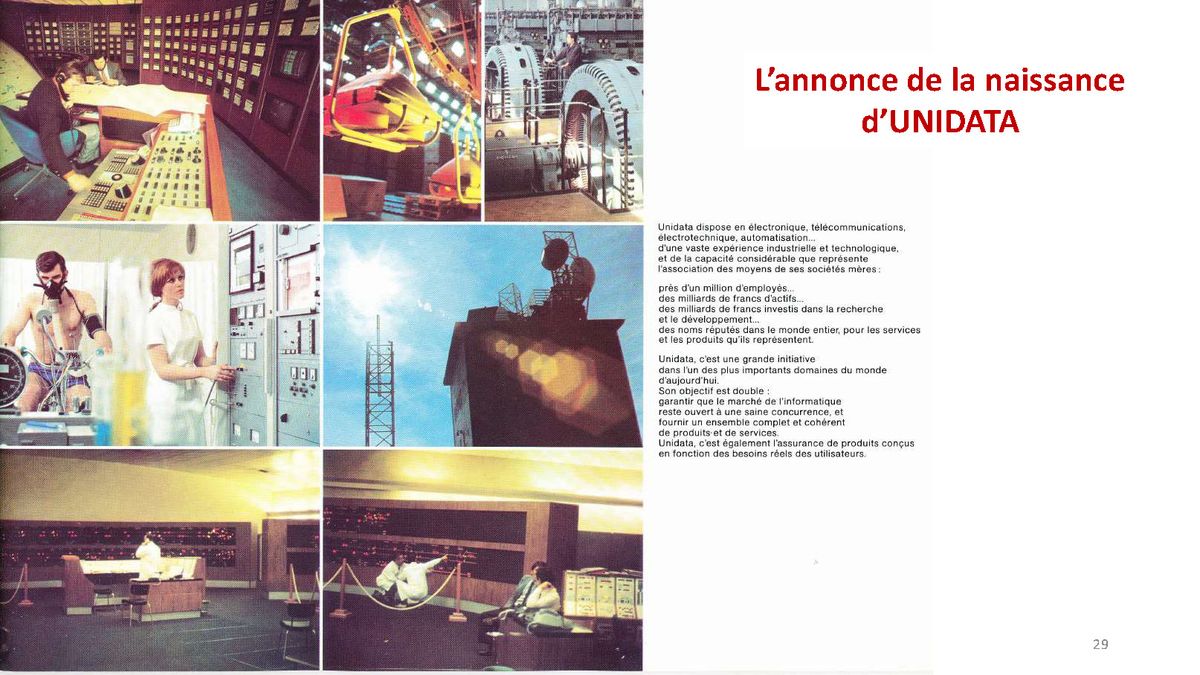 L’annonce de la naissance
d’UNIDATA
Unidata dispose en électronique, télécommunications,
électrotechnique, automatisation...
d'une vaste expérience industrielle et technologique,
et de la capacité considérable que représente
l'association des moyens de ses sociétés mères :
près d'un million d'employés...
des milliards de francs d'actifs...
des milliards de francs investis dans la recherche
et le développement...
des noms réputés dans le monde entier, pour les services
et les produits qu'ils représentent.
Unidata, c'est une grande initiative
dans l'un des plus importants domaines du monde
d'aujourd'hui.
Son objectif est double :
garantir que le marché de l'informatique
reste ouvert à une saine concurrence, et
fournir un ensemble complet et cohérent
de produits et de services.
Unidata, c'est également l'assurance de produits conçus
en fonction des besoins réels des utilisateurs.
29